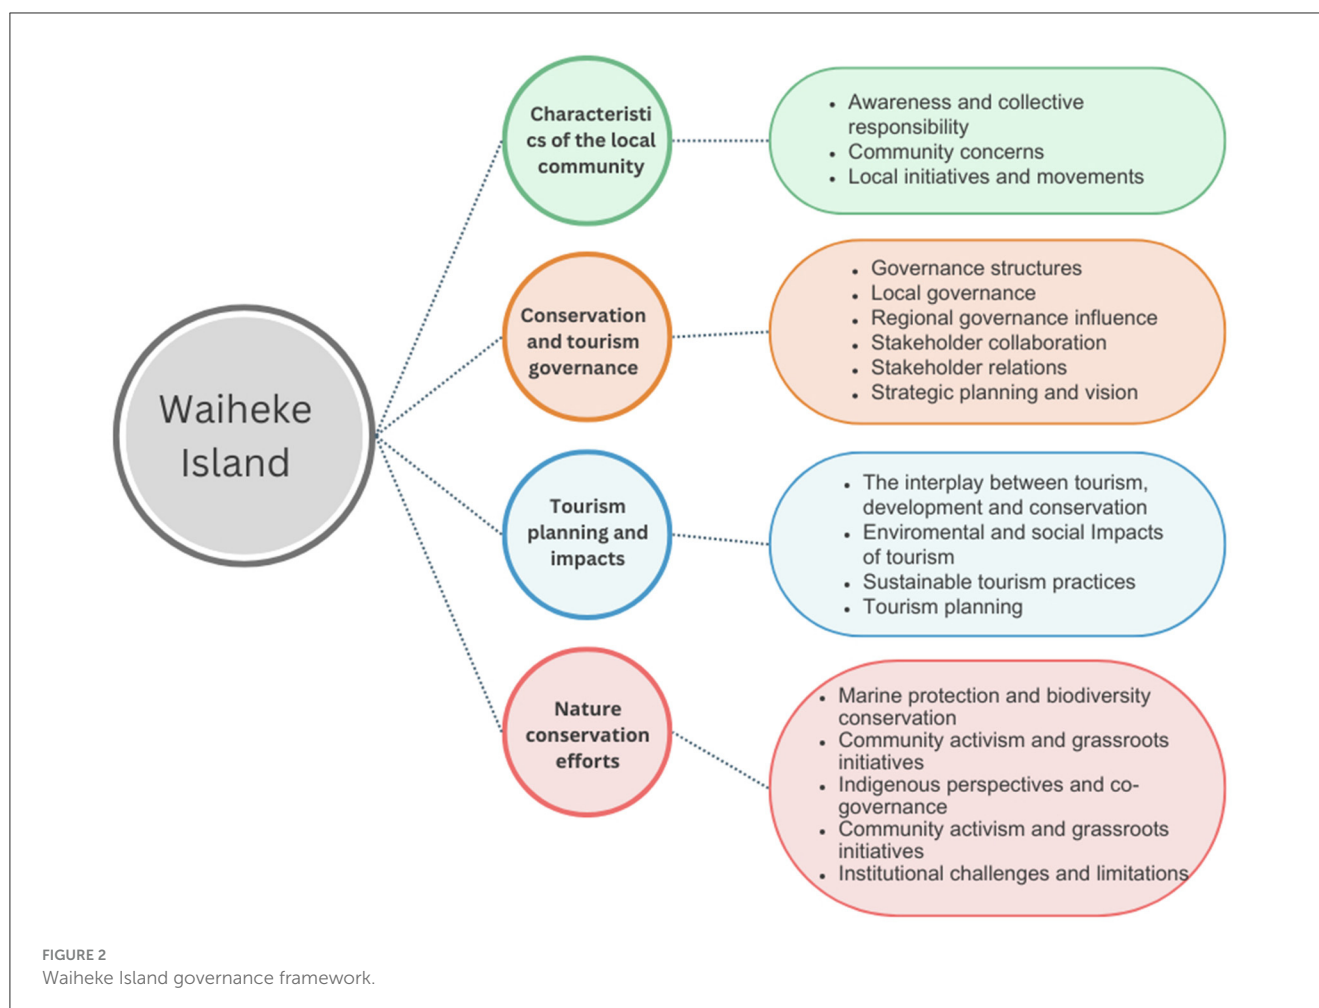 Waiheke
Island
Characteristi
cs of the local
community
• Awareness and collective
responsibility
• Community concerns
• Local initiatives and movements
Conservation
and tourism
governance
• Governance structures
• Local governance
• Regional governance influence
• Stakeholder collaboration
• Stakeholder relations
• Strategic planning and vision
Tourism
planning and
impacts
• The interplay between tourism,
development and conservation
• Enviromental and social Impacts
of tourism
• Sustainable tourism practices
• Tourism planning
Nature
conservation
efforts
• Marine protection and biodiversity
conservation
• Community activism and grassroots
initiatives
• Indigenous perspectives and co-
governance
• Community activism and grassroots
initiatives
• Institutional challenges and limitations
FIGURE 2
Waiheke Island governance framework.